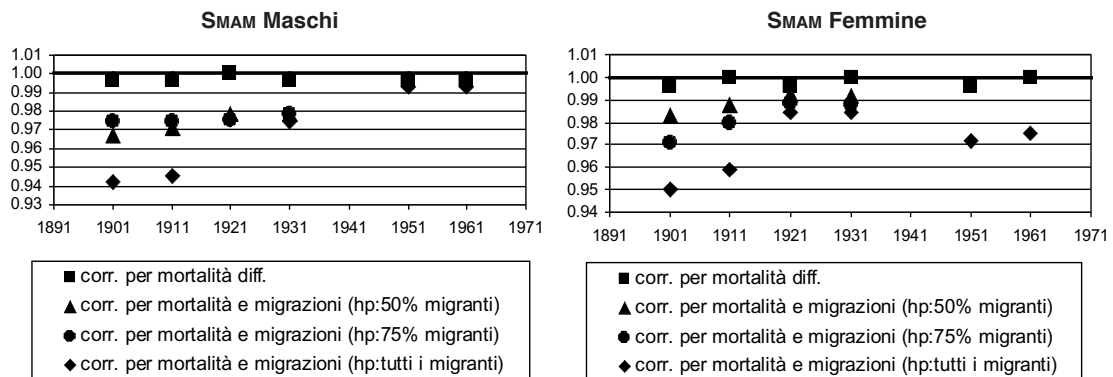 SMAM Maschi
1.01
1.00
0.99
0.98
0.97
0.96
0.95
0.94
0.93
1891 1901 1911 1921 1931 1941 1951 1961 1971
corr. per mortalità diff.
corr. per mortalità e migrazioni (hp:50% migranti)
corr. per mortalità e migrazioni (hp:75% migranti)
corr. per mortalità e migrazioni (hp:tutti i migranti)
SMAM Femmine
1.01
1.00
0.99
0.98
0.97
0.96
0.95
0.94
1891 1901 1911 1921 1931 1941 1951 1961 1971
corr. per mortalità diff.
corr. per mortalità e migrazioni (hp:50% migranti)
corr. per mortalità e migrazioni (hp:75% migranti)
corr. per mortalità e migrazioni (hp:tutti i migranti)